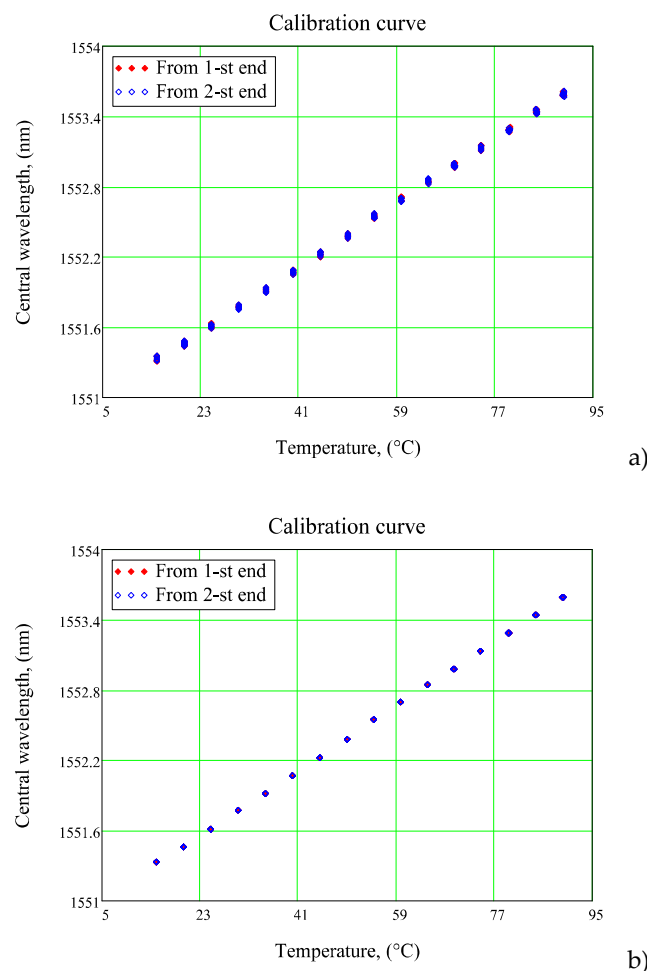 Calibration curve
1554
From 1-st end
From 2-st end
1553.4
1552.8
1552.2
1551.6
1551
Central wavelength, (nm)
5 23 41 59 77 95
Temperature, (°C)
a)
Calibration curve
1554
From 1-st end
From 2-st end
1553.4
1552.8
1552.2
1551.6
1551
Central wavelength, (nm)
5 23 41 59 77 95
Temperature, (°C)
b)